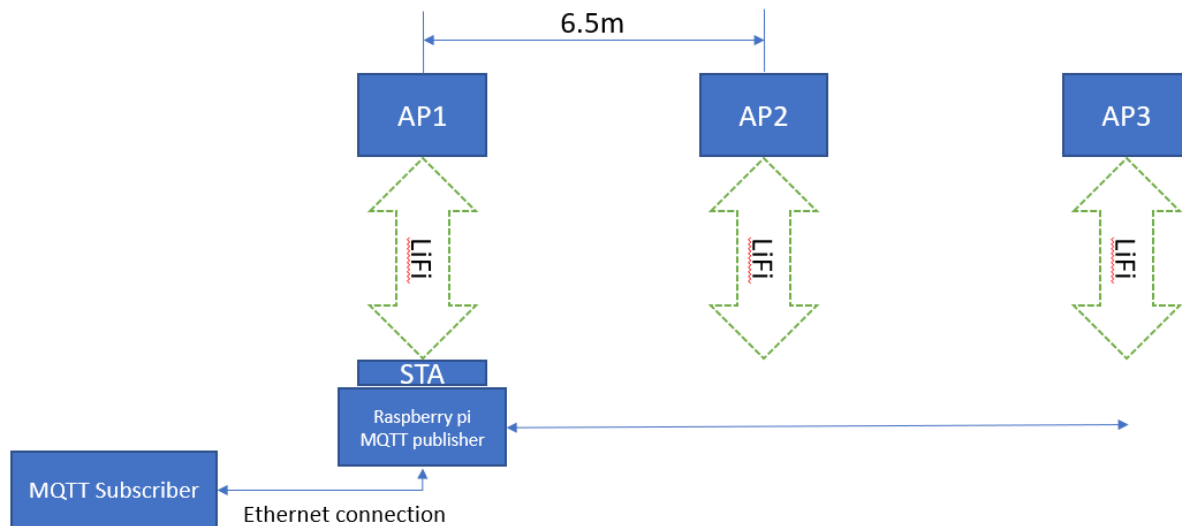 6.5m
AP1
AP2
AP3
LiFi
LiFi
LiFi
STA
Raspberry pi
MQTT publisher
MQTT Subscriber
Ethernet connection